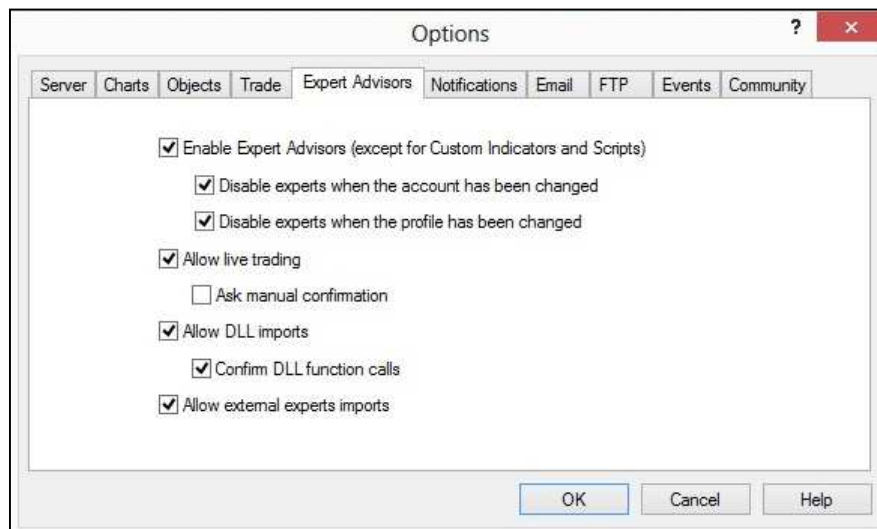 Options ?
Server Charts Objects Trade Expert Advisors Notifications Email FTP Events Community
Enable Expert Advisors (except for Custom Indicators and Scripts)
Disable experts when the account has been changed
Disable experts when the profile has been changed
Allow live trading
Ask manual confirmation
Allow DLL imports
Confirm DLL function calls
Allow external experts imports
OK Cancel Help